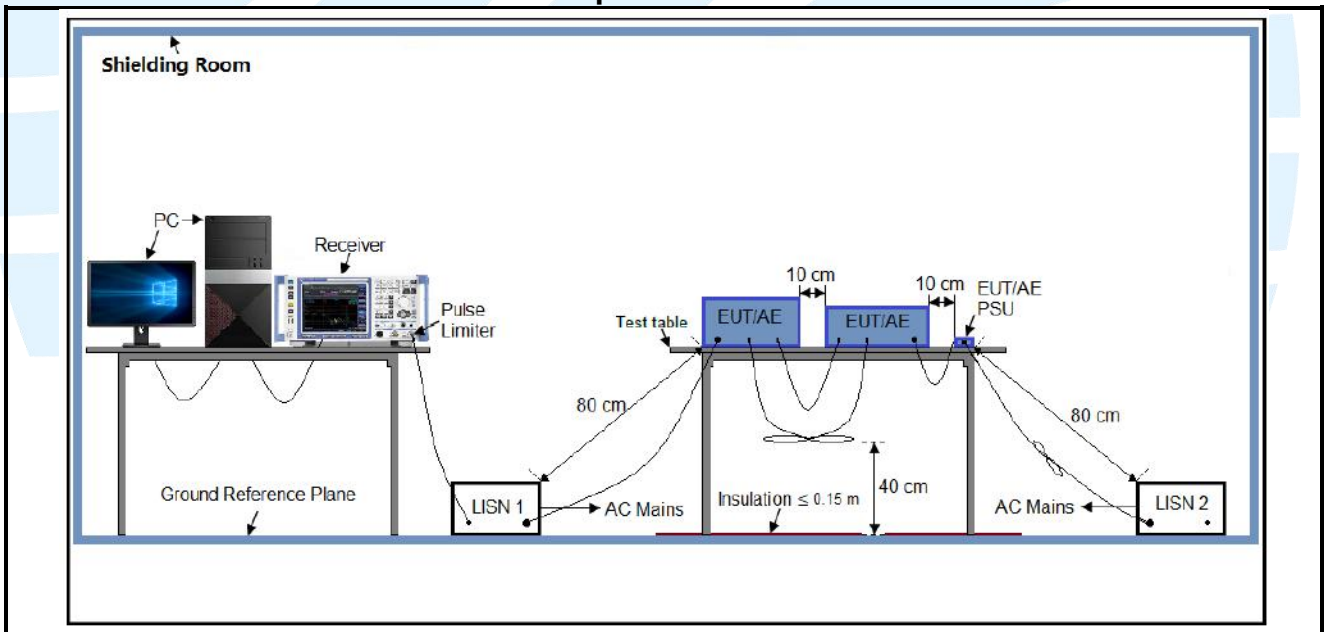 Shielding Room
PC
Receiver
Pulse
Limiter
Test table
EUT/AE
10 cm
EUT/AE
10 cm
EUT/AE
PSU
80 cm
80 cm
40 cm
Ground Reference Plane
LISN 1
AC Mains
Insulation ≤ 0.15 m
AC Mains
LISN 2